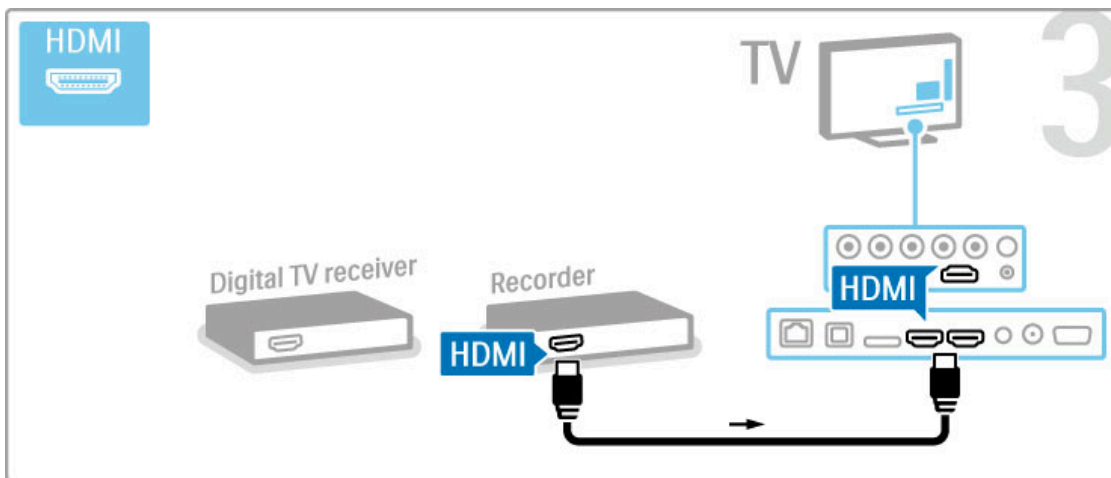 HDMI
TV
3
Digital TV receiver
Recorder
HDMI
HDMI